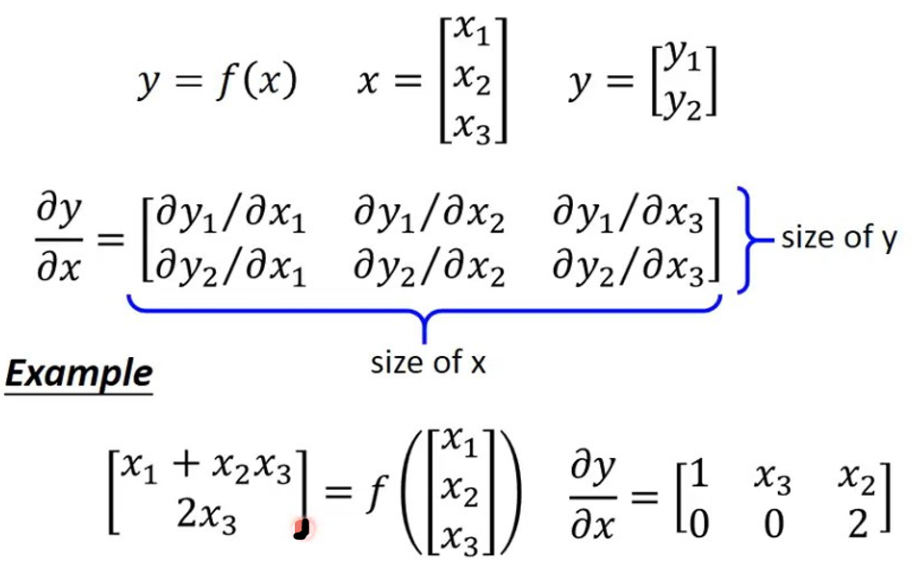 y = f(x) x = [x₁ x₂ x₃] y = [y₁ y₂]
∂y/∂x = [∂y₁/∂x₁ ∂y₁/∂x₂ ∂y₁/∂x₃
∂y₂/∂x₁ ∂y₂/∂x₂ ∂y₂/∂x₃] size of y
size of x
Example
[x₁ + x₂x₃
2x₃] = f([x₁ x₂ x₃]) ∂y/∂x = [1 x₃ x₂
0 0 2]